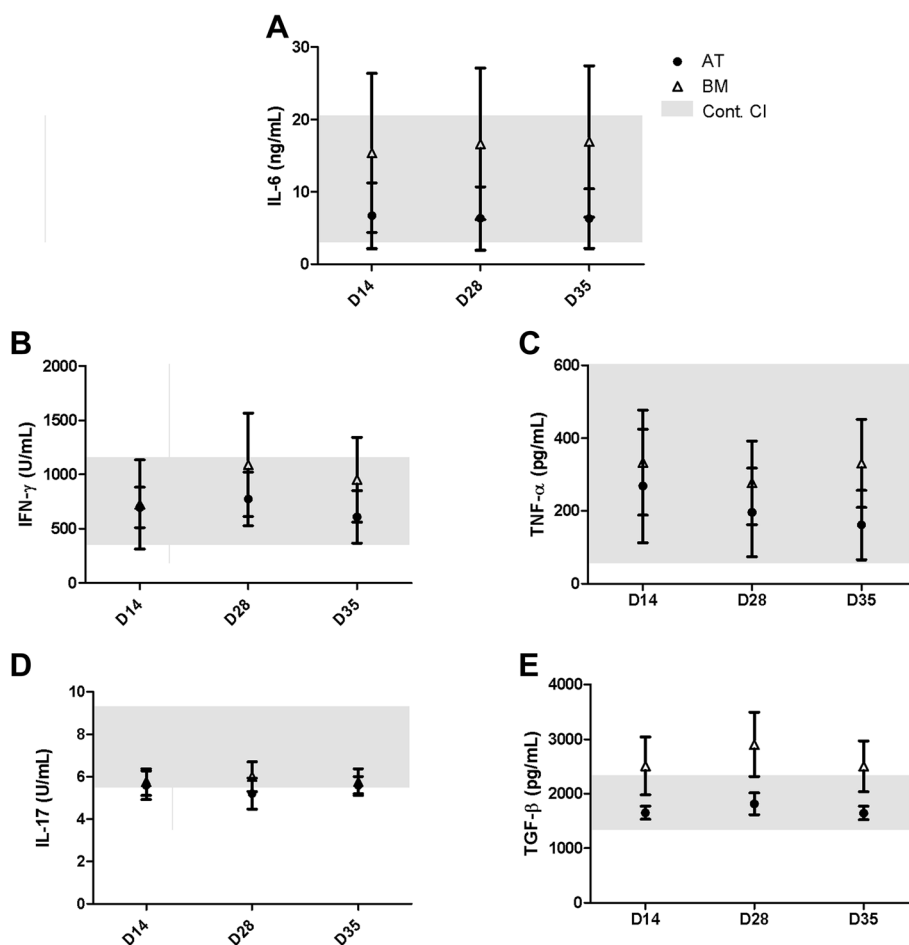 A
30
20
10
0
IL-6 (ng/mL)
D14
D28
D35
AT
BM
Cont. CI
B
2000
1500
1000
500
0
IFN-γ (U/mL)
D14
D28
D35
C
600
400
200
0
TNF-α (pg/mL)
D14
D28
D35
D
10
8
6
4
2
0
IL-17 (U/mL)
D14
D28
D35
E
4000
3000
2000
1000
0
TGF-β (pg/mL)
D14
D28
D35